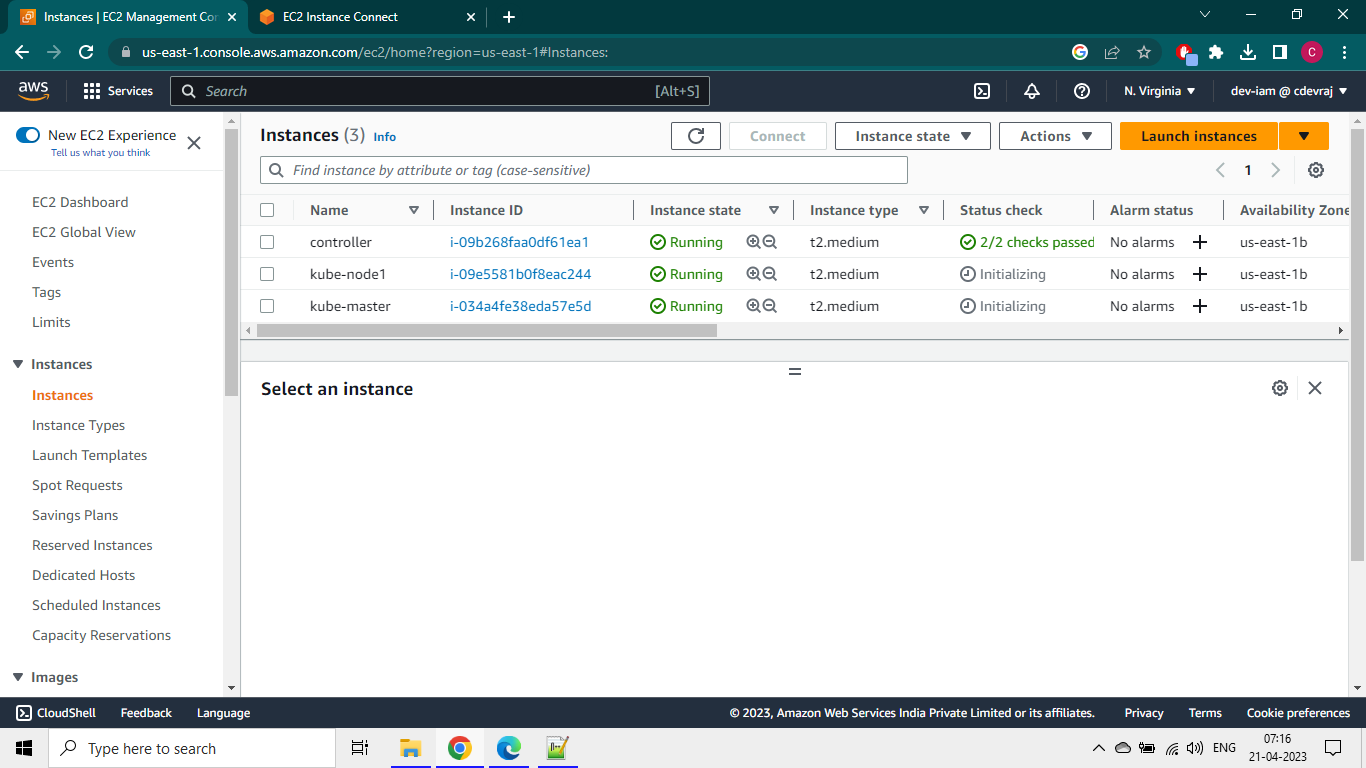 Instances | EC2 Management Con
EC2 Instance Connect
us-east-1.console.aws.amazon.com/ec2/home?region=us-east-1#Instances:
G
C
aws
Services
Search
[Alt+S]
N. Virginia
dev-iam @ cdevraj
New EC2 Experience
Tell us what you think
EC2 Dashboard
EC2 Global View
Events
Tags
Limits
Instances
Instances
Instance Types
Launch Templates
Spot Requests
Savings Plans
Reserved Instances
Dedicated Hosts
Scheduled Instances
Capacity Reservations
Images
Instances (3) Info
Connect
Instance state
Actions
Launch instances
Find instance by attribute or tag (case-sensitive)
1
Name Instance ID Instance state Instance type Status check Alarm status Availability Zone
controller i-09b268faa0df61ea1 Running t2.medium 2/2 checks passed No alarms us-east-1b
kube-node1 i-09e5581b0f8eac244 Running t2.medium Initializing No alarms us-east-1b
kube-master i-034a4fe38eda57e5d Running t2.medium Initializing No alarms us-east-1b
Select an instance
CloudShell Feedback Language
© 2023, Amazon Web Services India Private Limited or its affiliates. Privacy Terms Cookie preferences
Type here to search
ENG
07:16
21-04-2023